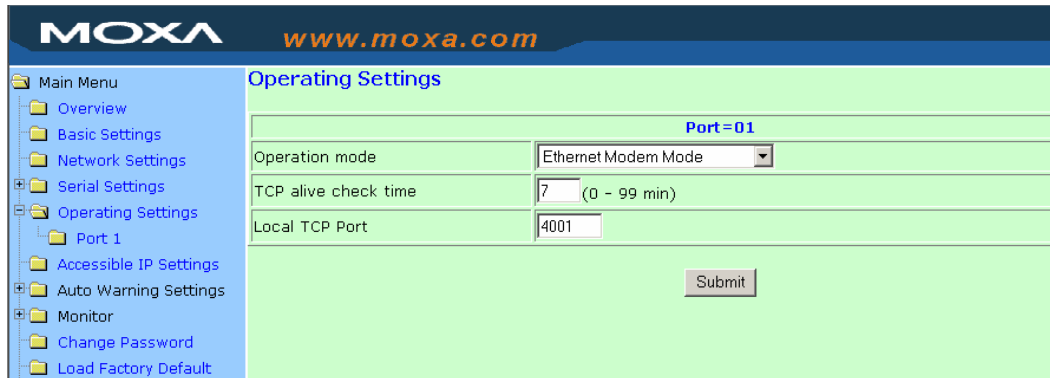 MOXA www.moxa.com
Main Menu
Overview
Basic Settings
Network Settings
Serial Settings
Operating Settings
Port 1
Accessible IP Settings
Auto Warning Settings
Monitor
Change Password
Load Factory Default
Operating Settings
Port=01
Operation mode Ethernet Modem Mode
TCP alive check time 7 (0 - 99 min)
Local TCP Port 4001
Submit